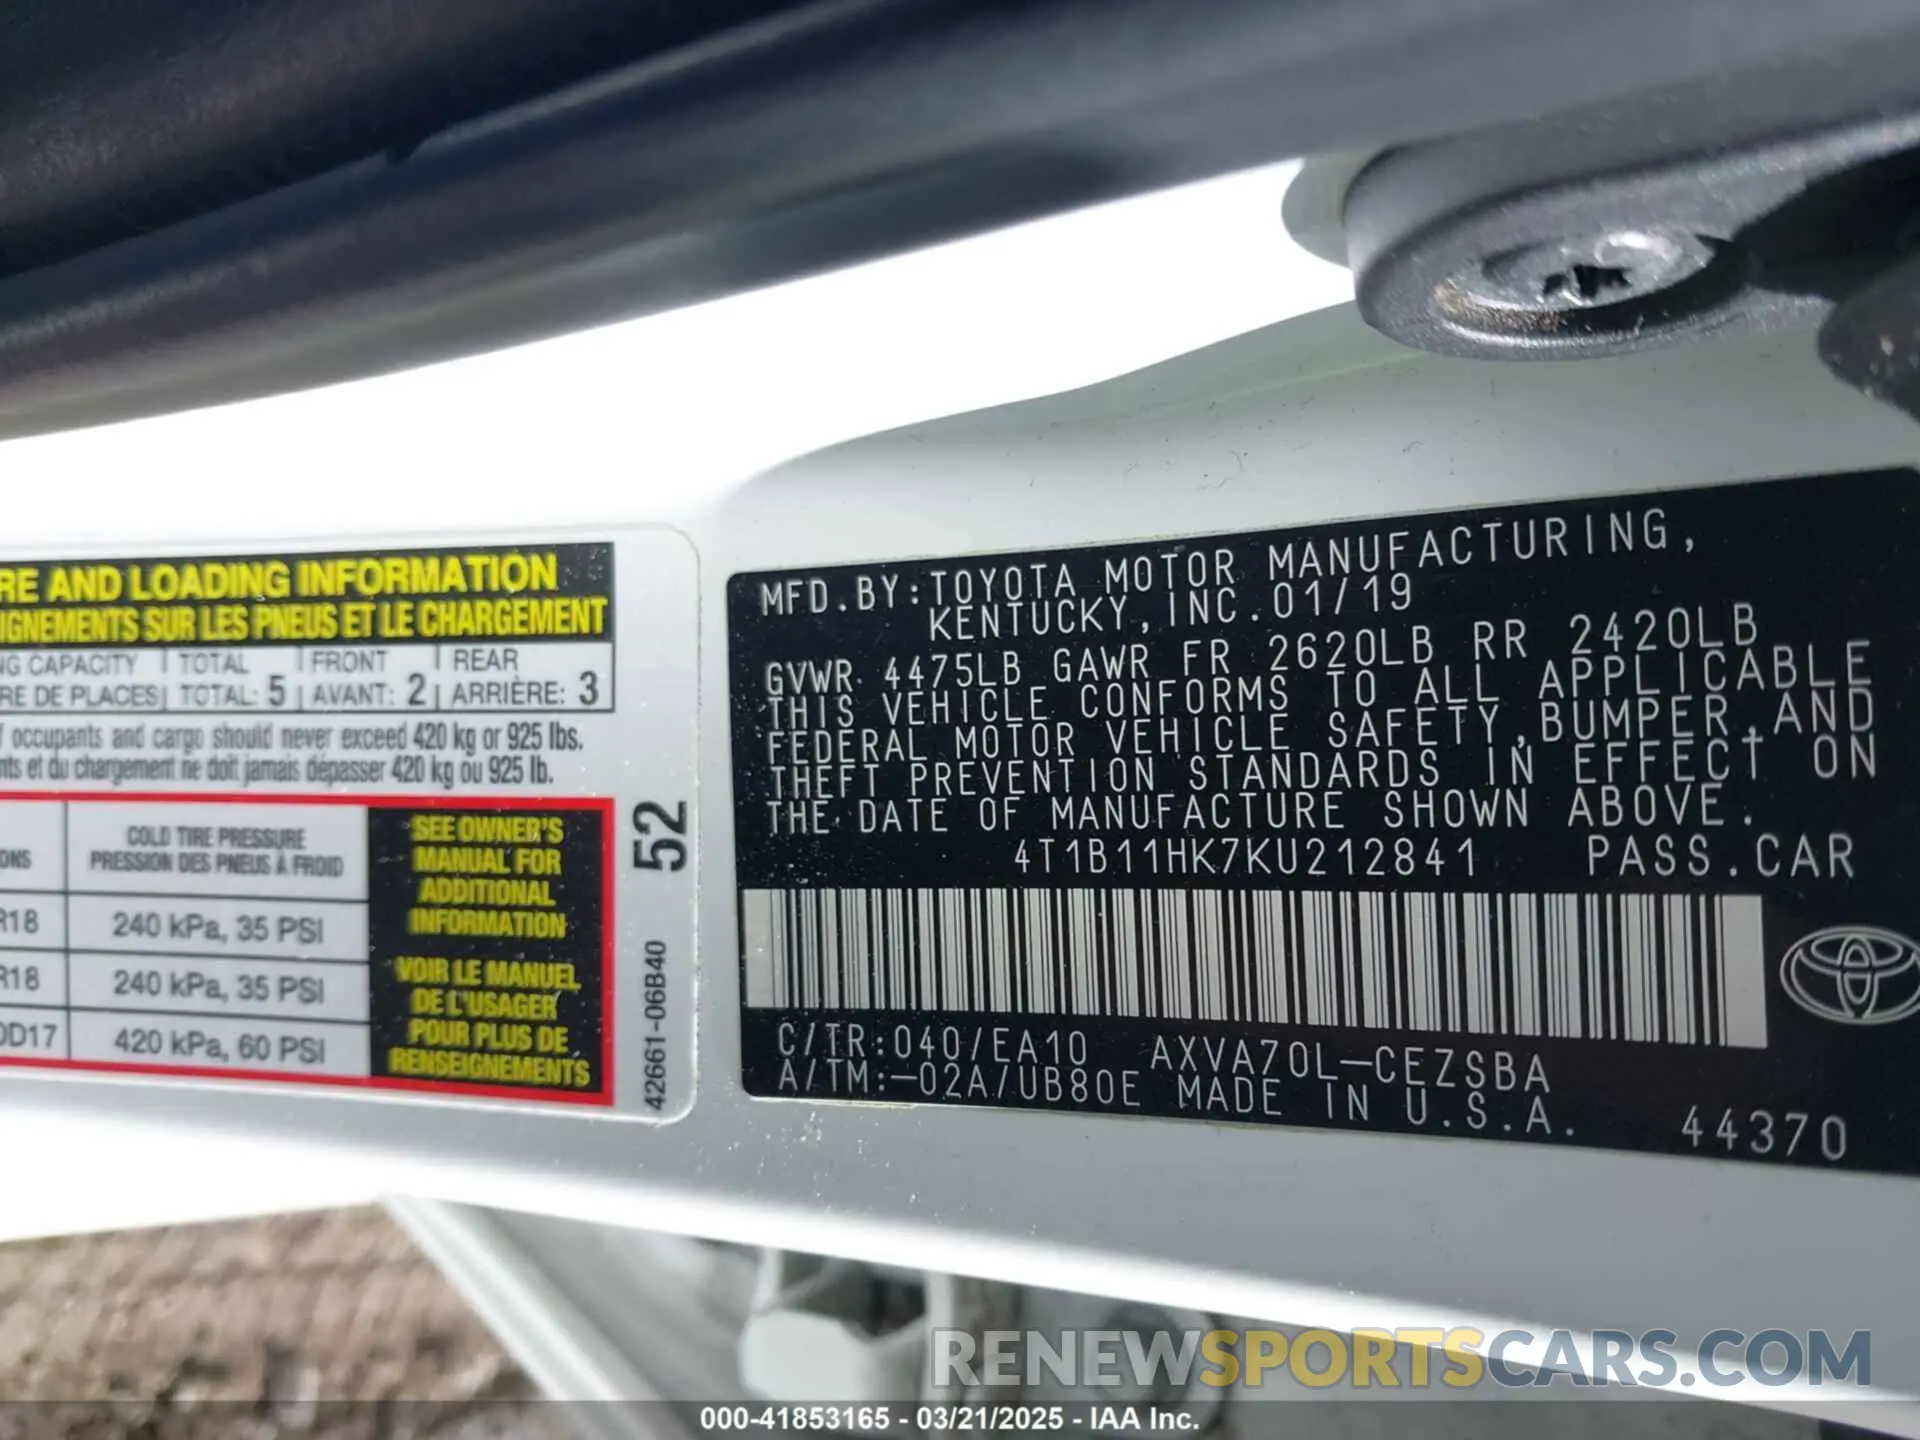 RE AND LOADING INFORMATION
IGNEMENTS SUR LES PNEUS ET LE CHARGEMENT
NG CAPACITY TOTAL FRONT REAR
RE DE PLACES TOTAL: 5 AVANT: 2 ARRIÈRE: 3
f occupants and cargo should never exceed 420 kg or 925 lbs.
nts et du chargement ne doit jamais dépasser 420 kg ou 925 lb.
ONS
COLD TIRE PRESSURE
PRESSION DES PNEUS À FROID
R18 240 kPa, 35 PSI
R18 240 kPa, 35 PSI
0D17 420 kPa, 60 PSI
SEE OWNER'S
MANUAL FOR
ADDITIONAL
INFORMATION
VOIR LE MANUEL
DE L'USAGER
POUR PLUS DE
RENSEIGNEMENTS
52
42661-06B40
MFD.BY:TOYOTA MOTOR MANUFACTURING,
KENTUCKY,INC.01/19
GVWR 4475LB GAWR FR 2620LB RR 2420LB
THIS VEHICLE CONFORMS TO ALL APPLICABLE
FEDERAL MOTOR VEHICLE SAFETY,BUMPER,AND
THEFT PREVENTION STANDARDS IN EFFECT ON
THE DATE OF MANUFACTURE SHOWN ABOVE.
4T1B11HK7KU212841 PASS.CAR
C/TR:040/EA10 AXVA70L-CEZSBA
A/TM:-02A/UB80E MADE IN U.S.A.
44370
RENEWSPORTSCARS.COM
000-41853165 - 03/21/2025 - IAA Inc.